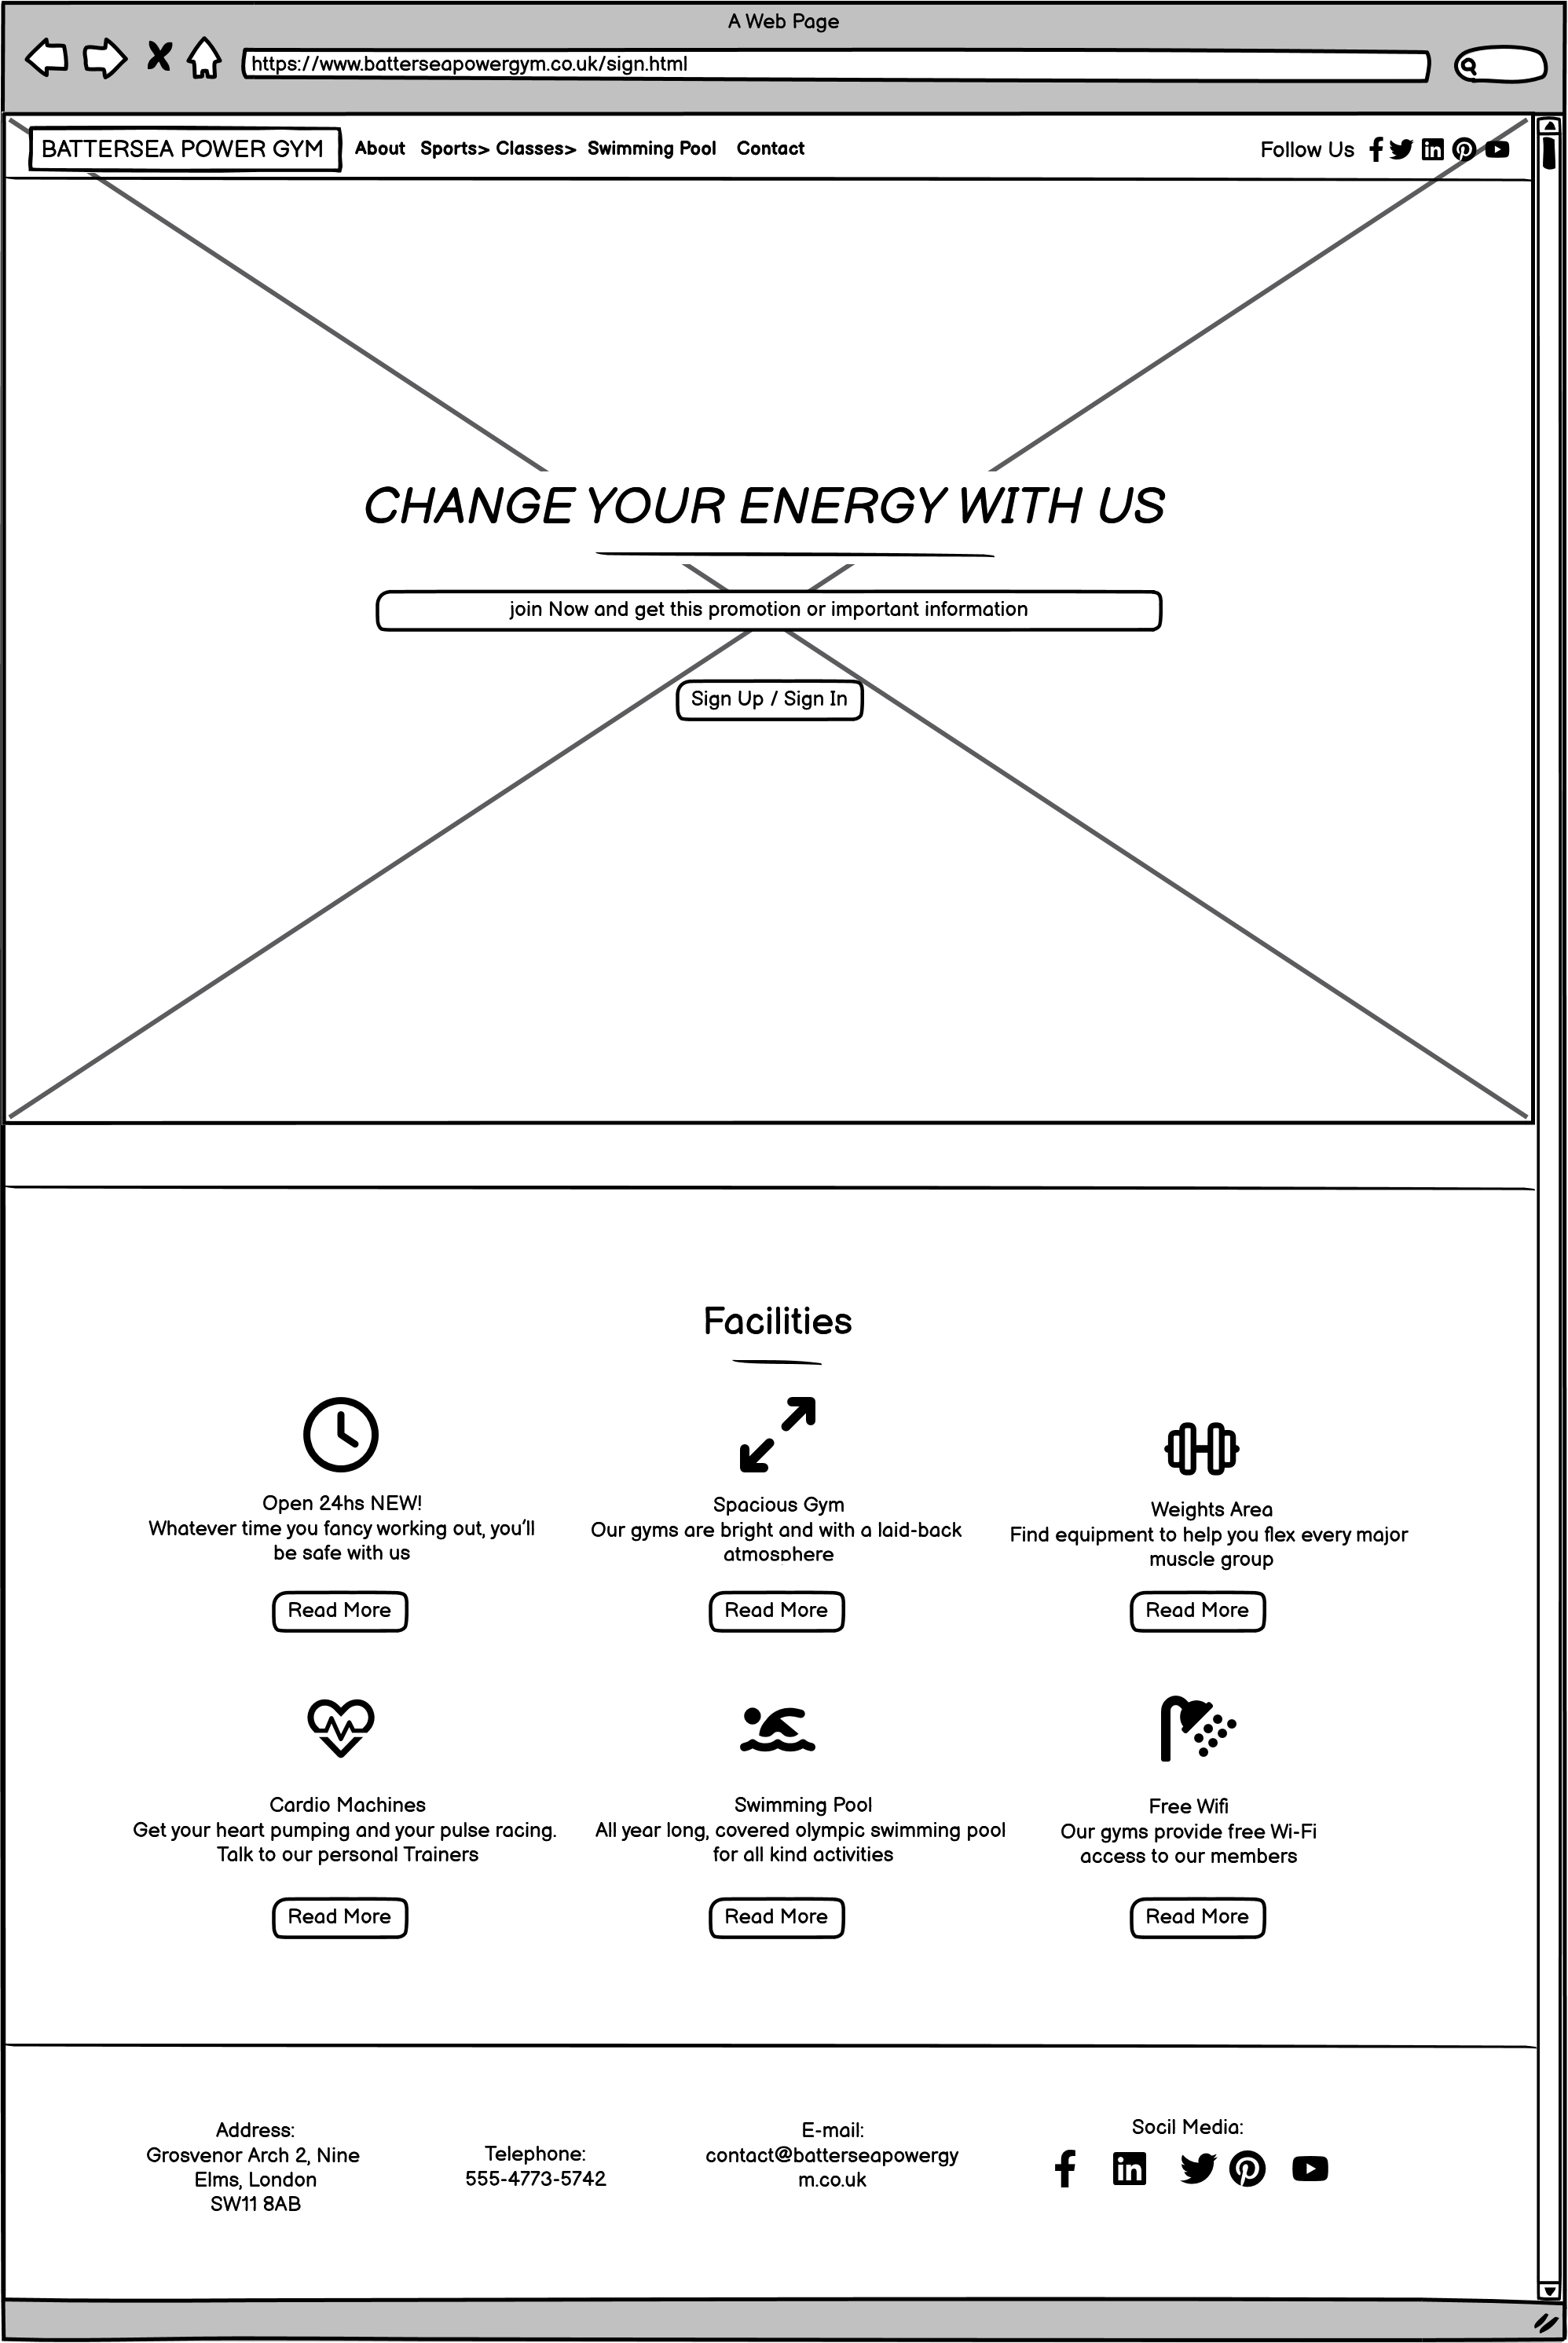 A Web Page
https://www.batterseapowergym.co.uk/sign.html
BATTERSEA POWER GYM About Sports> Classes> Swimming Pool Contact Follow Us
CHANGE YOUR ENERGY WITH US
join Now and get this promotion or important information
Sign Up / Sign In
Facilities
Open 24hs NEW!
Whatever time you fancy working out, you'll
be safe with us
Read More
Spacious Gym
Our gyms are bright and with a laid-back
atmosphere
Read More
Weights Area
Find equipment to help you flex every major
muscle group
Read More
Cardio Machines
Get your heart pumping and your pulse racing.
Talk to our personal Trainers
Read More
Swimming Pool
All year long, covered olympic swimming pool
for all kind activities
Read More
Free Wifi
Our gyms provide free Wi-Fi
access to our members
Read More
Address:
Grosvenor Arch 2, Nine
Elms, London
SW11 8AB
Telephone:
555-4773-5742
E-mail:
contact@batterseapowergy
m.co.uk
Socil Media: